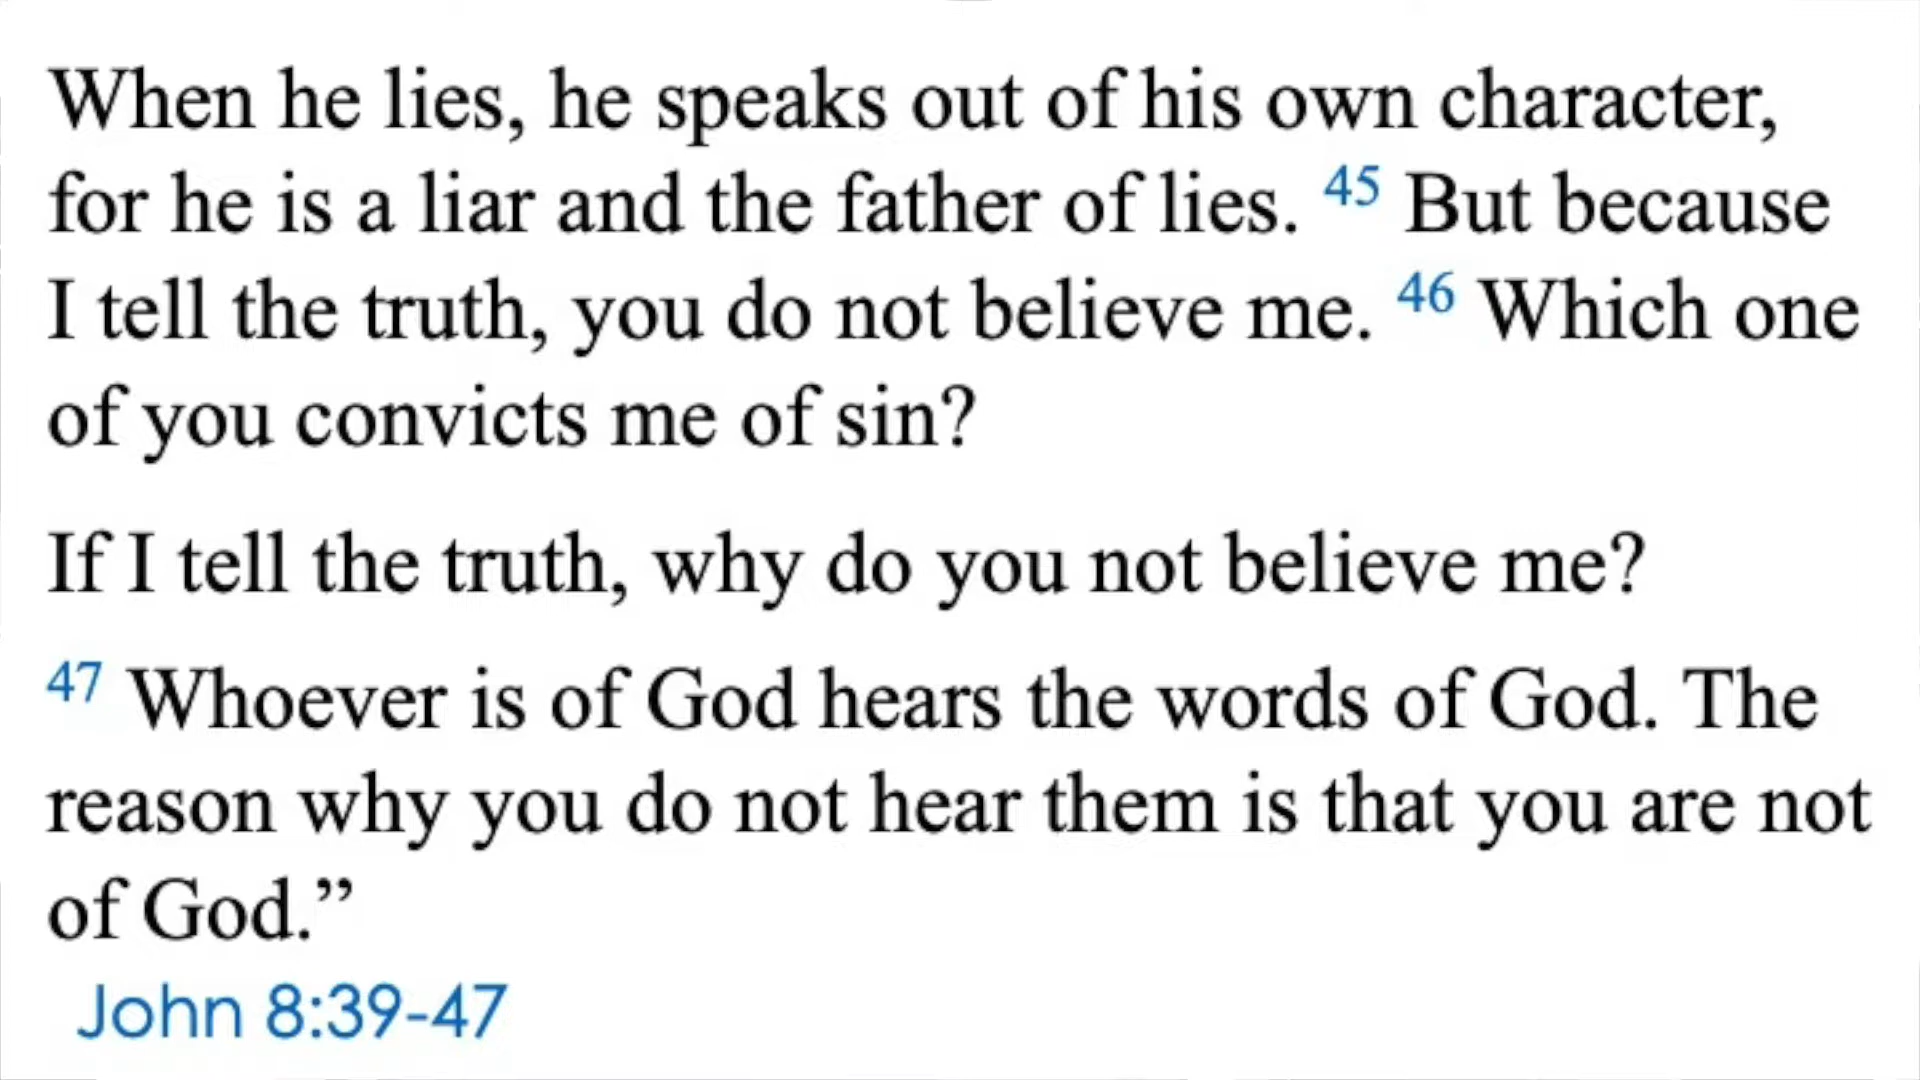 When he lies, he speaks out of his own character,
for he is a liar and the father of lies. 45 But because
I tell the truth, you do not believe me. 46 Which one
of you convicts me of sin?
If I tell the truth, why do you not believe me?
47 Whoever is of God hears the words of God. The
reason why you do not hear them is that you are not
of God.”
John 8:39-47